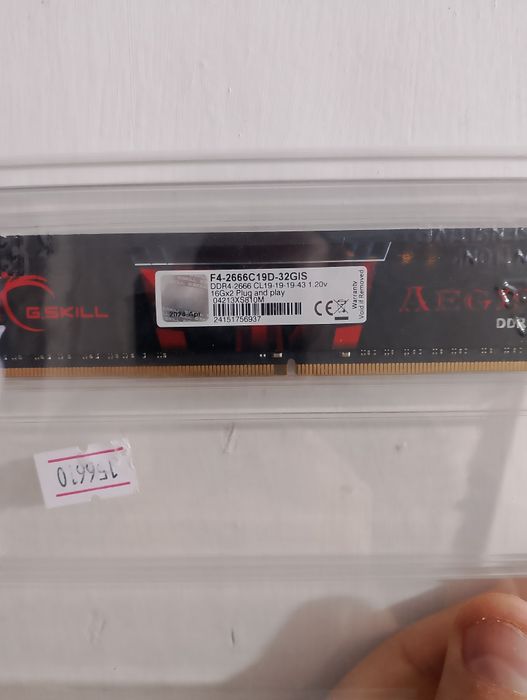 F4-2666C19D-32GIS
DDR4-2666 CL19-19-19-43 1.20v
16Gx2 Plug and play
04213XS810M
2024-Apr
24151756937
CE
Warranty
Void if Removed
G.SKILL
AEGIS
DDR